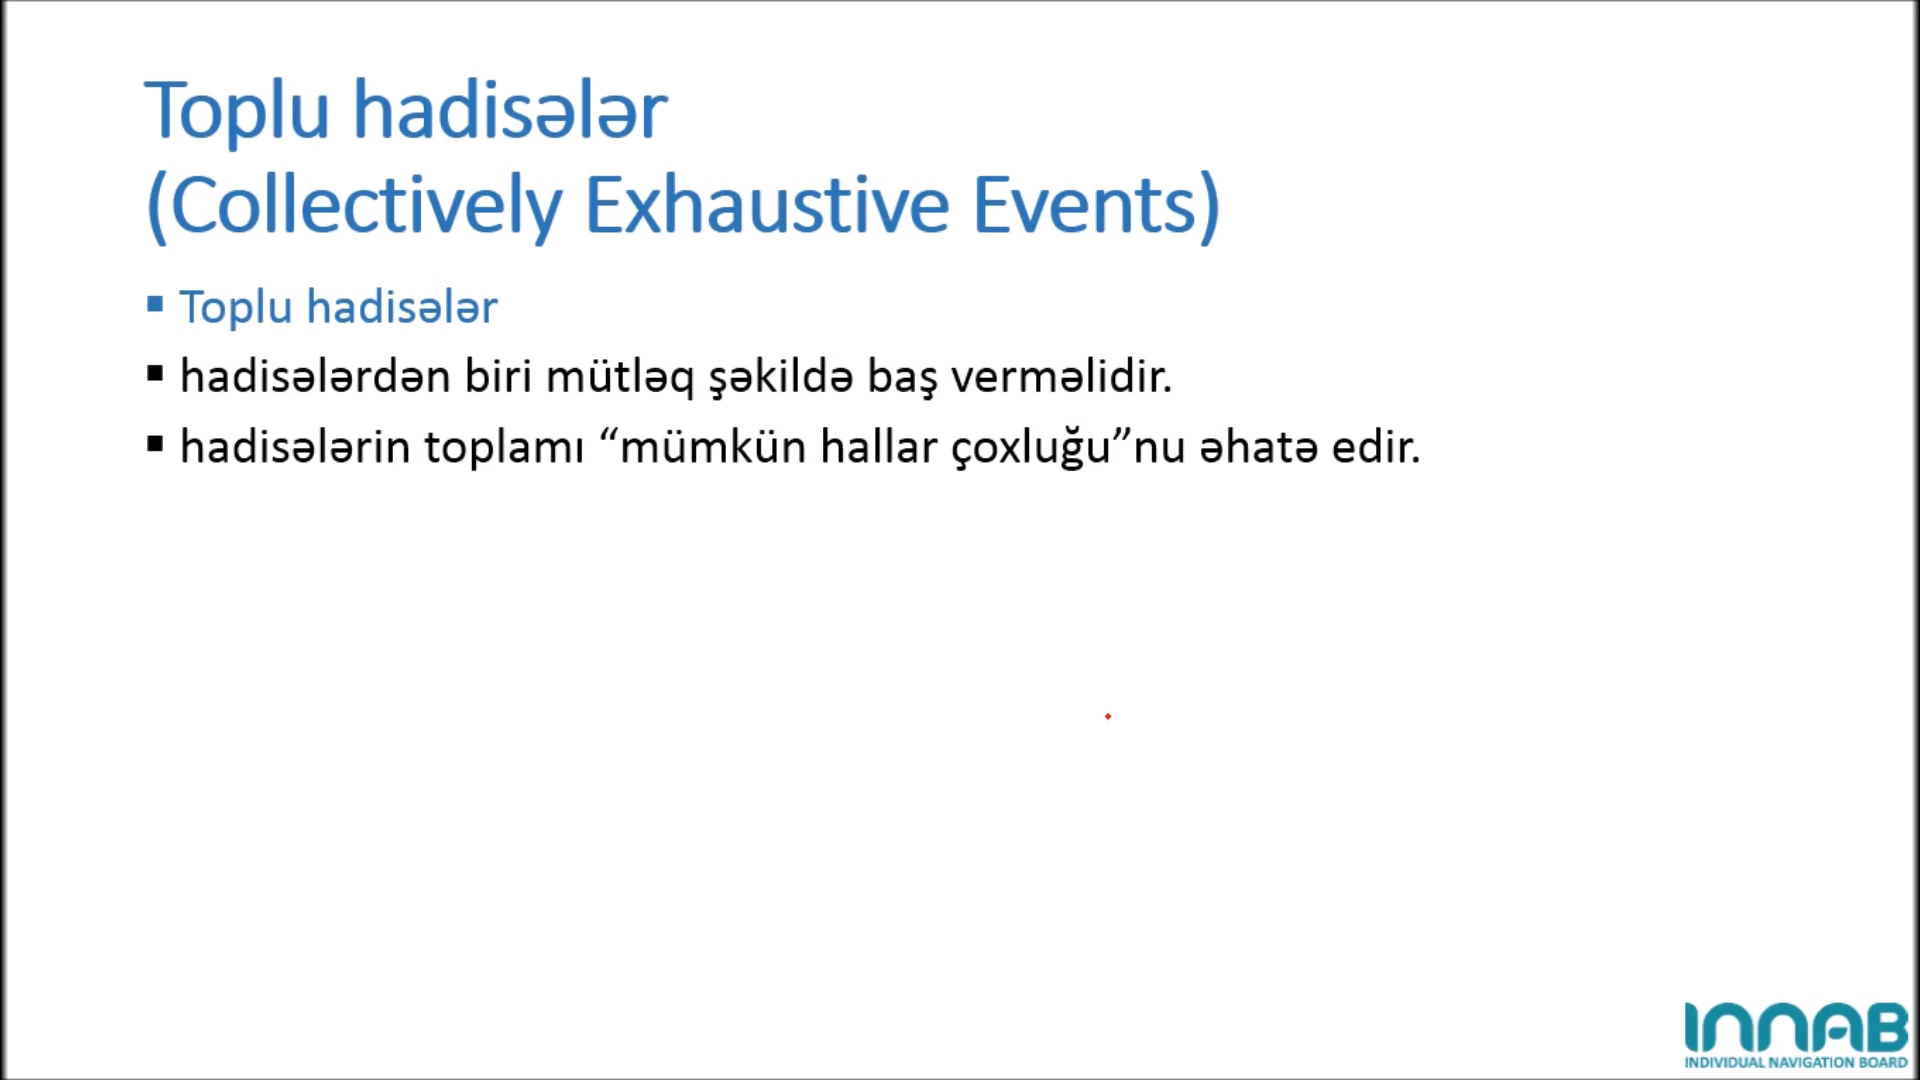 Toplu hadisələr
(Collectively Exhaustive Events)
▪ Toplu hadisələr
▪ hadisələrdən biri mütləq şəkildə baş verməlidir.
▪ hadisələrin toplamı “mümkün hallar çoxluğu”nu əhatə edir.
INNAB
INDIVIDUAL NAVIGATION BOARD